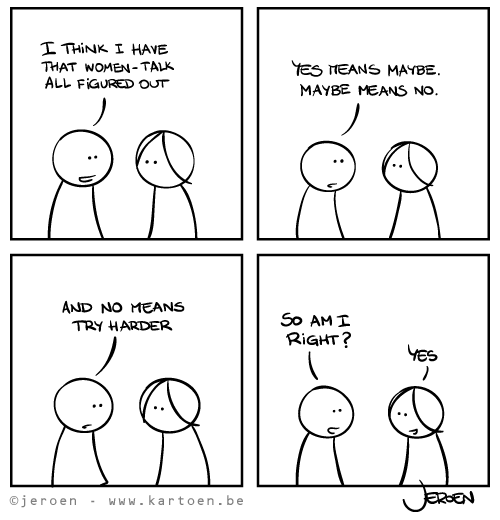 I THINK I HAVE
THAT WOMEN-TALK
ALL FIGURED OUT
YES MEANS MAYBE.
MAYBE MEANS NO.
AND NO MEANS
TRY HARDER
SO AM I
RIGHT?
YES
©jeroen - www.kartoen.be
JEROEN